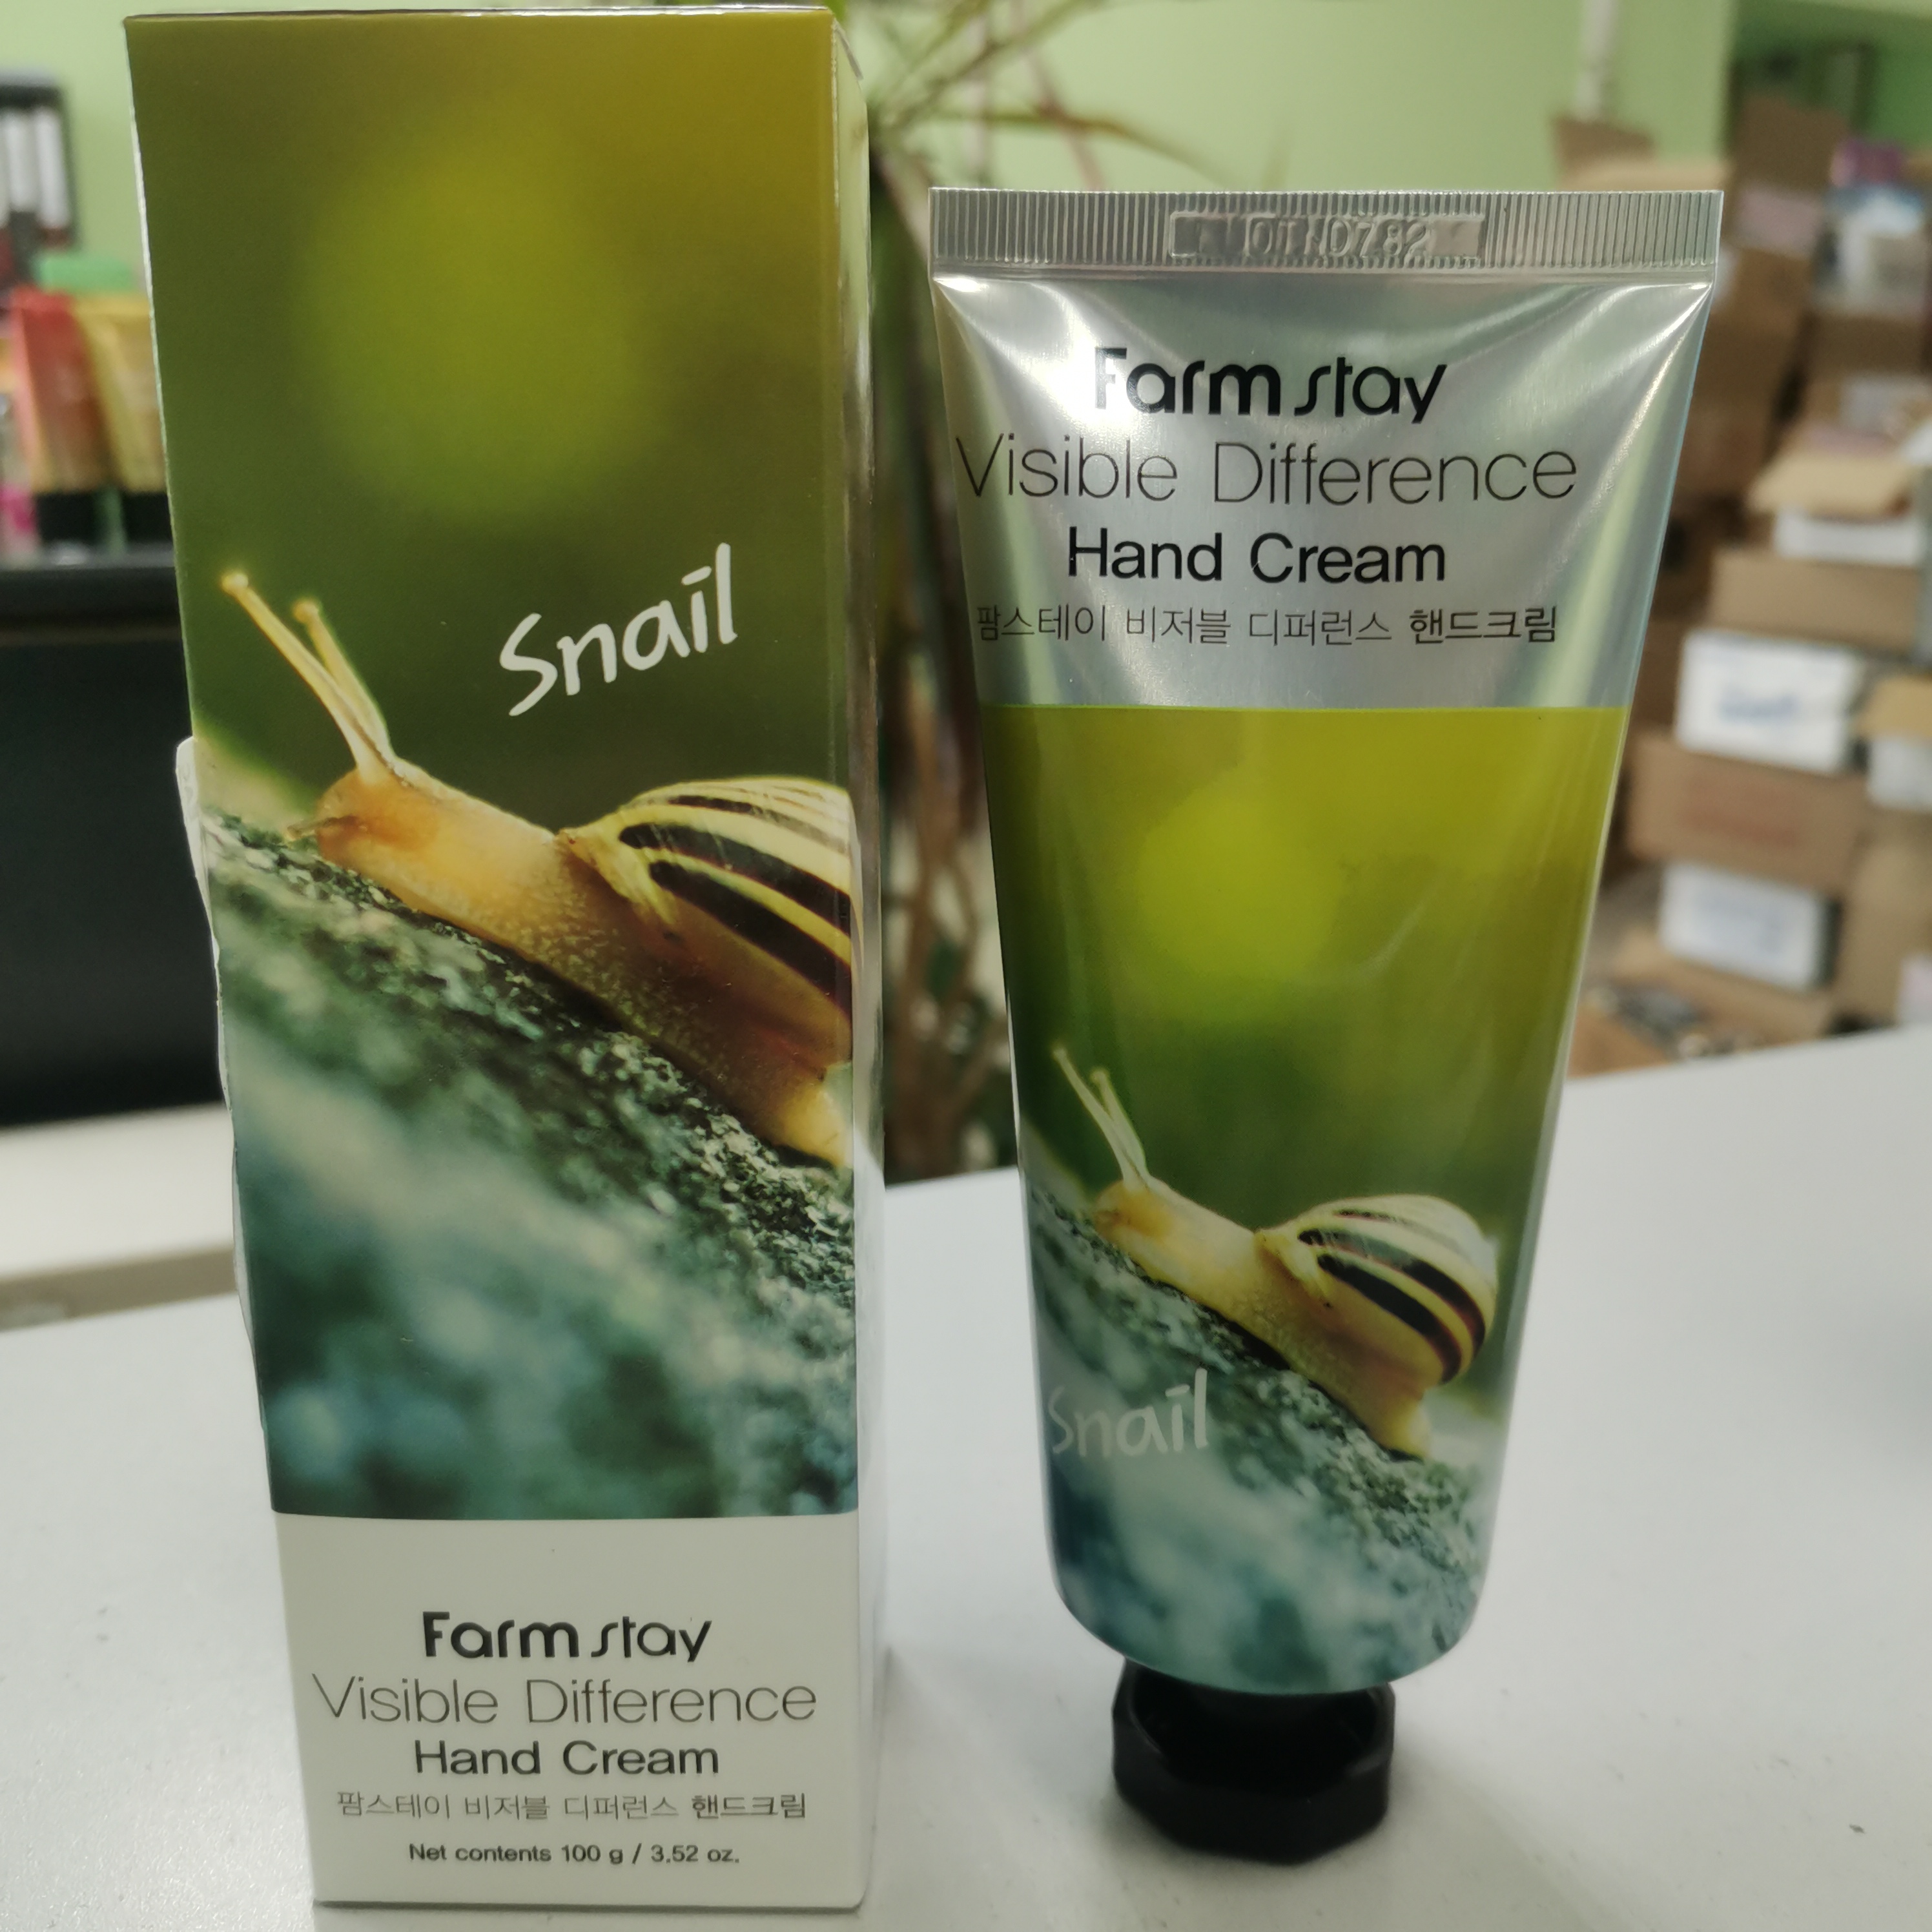 Snail
Farm stay
Visible Difference
Hand Cream
팜스테이 비저블 디퍼런스 핸드크림
Net contents 100 g / 3.52 oz.
Farm stay
Visible Difference
Hand Cream
팜스테이 비저블 디퍼런스 핸드크림
Snail